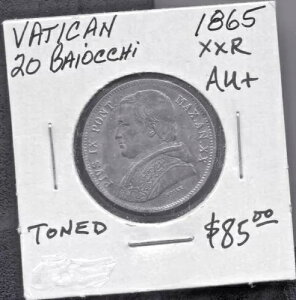 VATICAN
20 BAIOCCHI
1865
XXR
AU+
PIVS IX PONT. MAX. AN. XX
TONED
$85.00